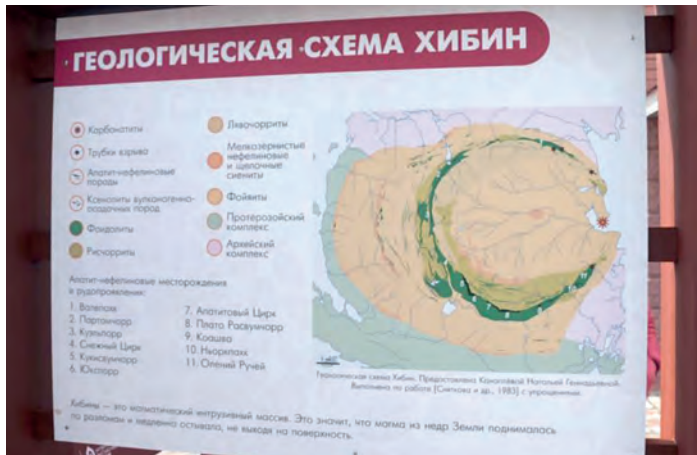 ГЕОЛОГИЧЕСКАЯ СХЕМА ХИБИН
Карбонатиты
Трубки взрыва
Апатит-нефелиновые
породы
Ксенолиты вулканогенно-
осадочных пород
Фоидолиты
Рисчорриты
Лявочорриты
Мелкозернистые
нефелиновые
и щелочные
сиениты
Фойяиты
Протерозойский
комплекс
Архейский
комплекс
Апатит-нефелиновые месторождения
и рудопроявления:
1. Валепахк
2. Партомчорр
3. Куэльпорр
4. Снежный Цирк
5. Кукисвумчорр
6. Юкспорр
7. Апатитовый Цирк
8. Плато Расвумчорр
9. Коашва
10. Ньоркпахк
11. Олений Ручей
Геологическая схема Хибин. Предоставлена Коноплёвой Натальей Геннадьевной.
Выполнена по работе [Сняткова и др., 1983] с упрощениями.
Хибины — это магматический интрузивный массив. Это значит, что магма из недр Земли поднималась
по разломам и медленно остывала, не выходя на поверхность.